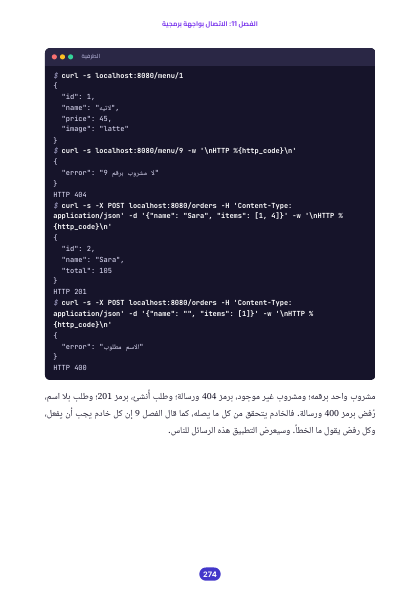 الفصل 11: الاتصال بواجهة برمجية
الطرفية
$ curl -s localhost:8080/menu/1
{
"id": 1,
"name": "لاتيه",
"price": 45,
"image": "latte"
}
$ curl -s localhost:8080/menu/9 -w '\nHTTP %{http_code}\n'
{
"error": "لا مشروب برقم 9"
}
HTTP 404
$ curl -s -X POST localhost:8080/orders -H 'Content-Type:
application/json' -d '{"name": "Sara", "items": [1, 4]}' -w '\nHTTP %
{http_code}\n'
{
"id": 2,
"name": "Sara",
"total": 105
}
HTTP 201
$ curl -s -X POST localhost:8080/orders -H 'Content-Type:
application/json' -d '{"name": "", "items": [1]}' -w '\nHTTP %
{http_code}\n'
{
"error": "الاسم مطلوب"
}
HTTP 400
مشروب واحد برقمه؛ ومشروب غير موجود، برمز 404 ورسالة؛ وطلب أُنشئ، برمز 201؛ وطلب بلا اسم،
رُفض برمز 400 ورسالة. فالخادم يتحقق من كل ما يصله، كما قال الفصل 9 إن كل خادم يجب أن يفعل،
وكل رفض يقول ما الخطأ. وسيعرض التطبيق هذه الرسائل للناس.
274